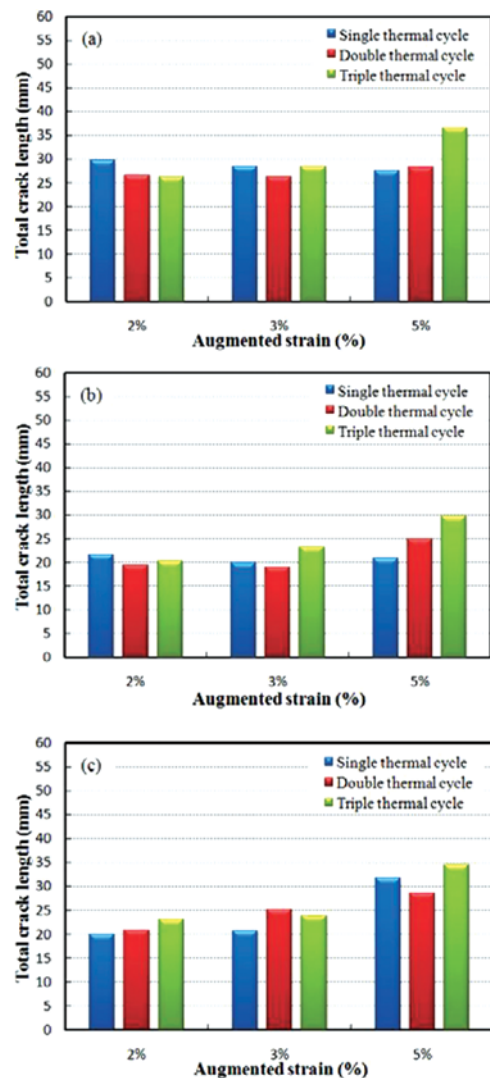 (a)
Single thermal cycle
Double thermal cycle
Triple thermal cycle
Total crack length (mm)
60
55
50
45
40
35
30
25
20
15
10
5
0
2%
3%
5%
Augmented strain (%)
(b)
Single thermal cycle
Double thermal cycle
Triple thermal cycle
Total crack length (mm)
60
55
50
45
40
35
30
25
20
15
10
5
0
2%
3%
5%
Augmented strain (%)
(c)
Single thermal cycle
Double thermal cycle
Triple thermal cycle
Total crack length (mm)
60
55
50
45
40
35
30
25
20
15
10
5
0
2%
3%
5%
Augmented strain (%)